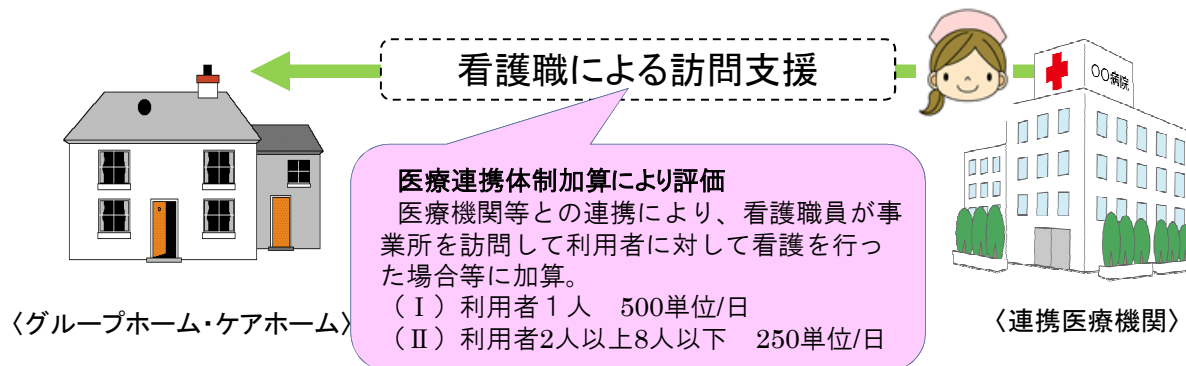 看護職による訪問支援
〇〇病院
医療連携体制加算により評価
医療機関等との連携により、看護職員が事
業所を訪問して利用者に対して看護を行っ
た場合等に加算。
（Ⅰ）利用者１人　500単位/日
（Ⅱ）利用者2人以上8人以下　250単位/日
〈グループホーム・ケアホーム〉
〈連携医療機関〉